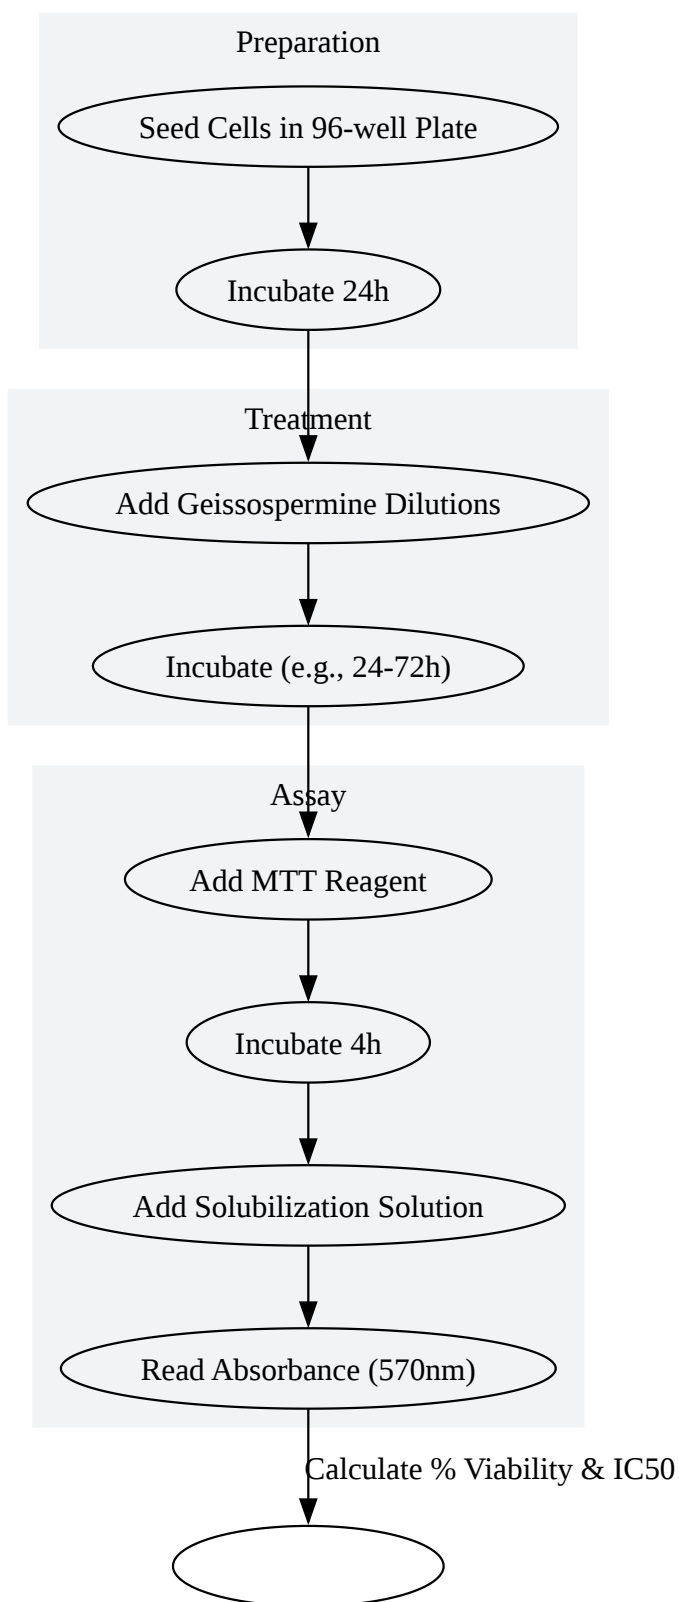 Preparation
Seed Cells in 96-well Plate
Incubate 24h
Treatment
Add Geissospermine Dilutions
Incubate (e.g., 24-72h)
Assay
Add MTT Reagent
Incubate 4h
Add Solubilization Solution
Read Absorbance (570nm)
Calculate % Viability & IC50